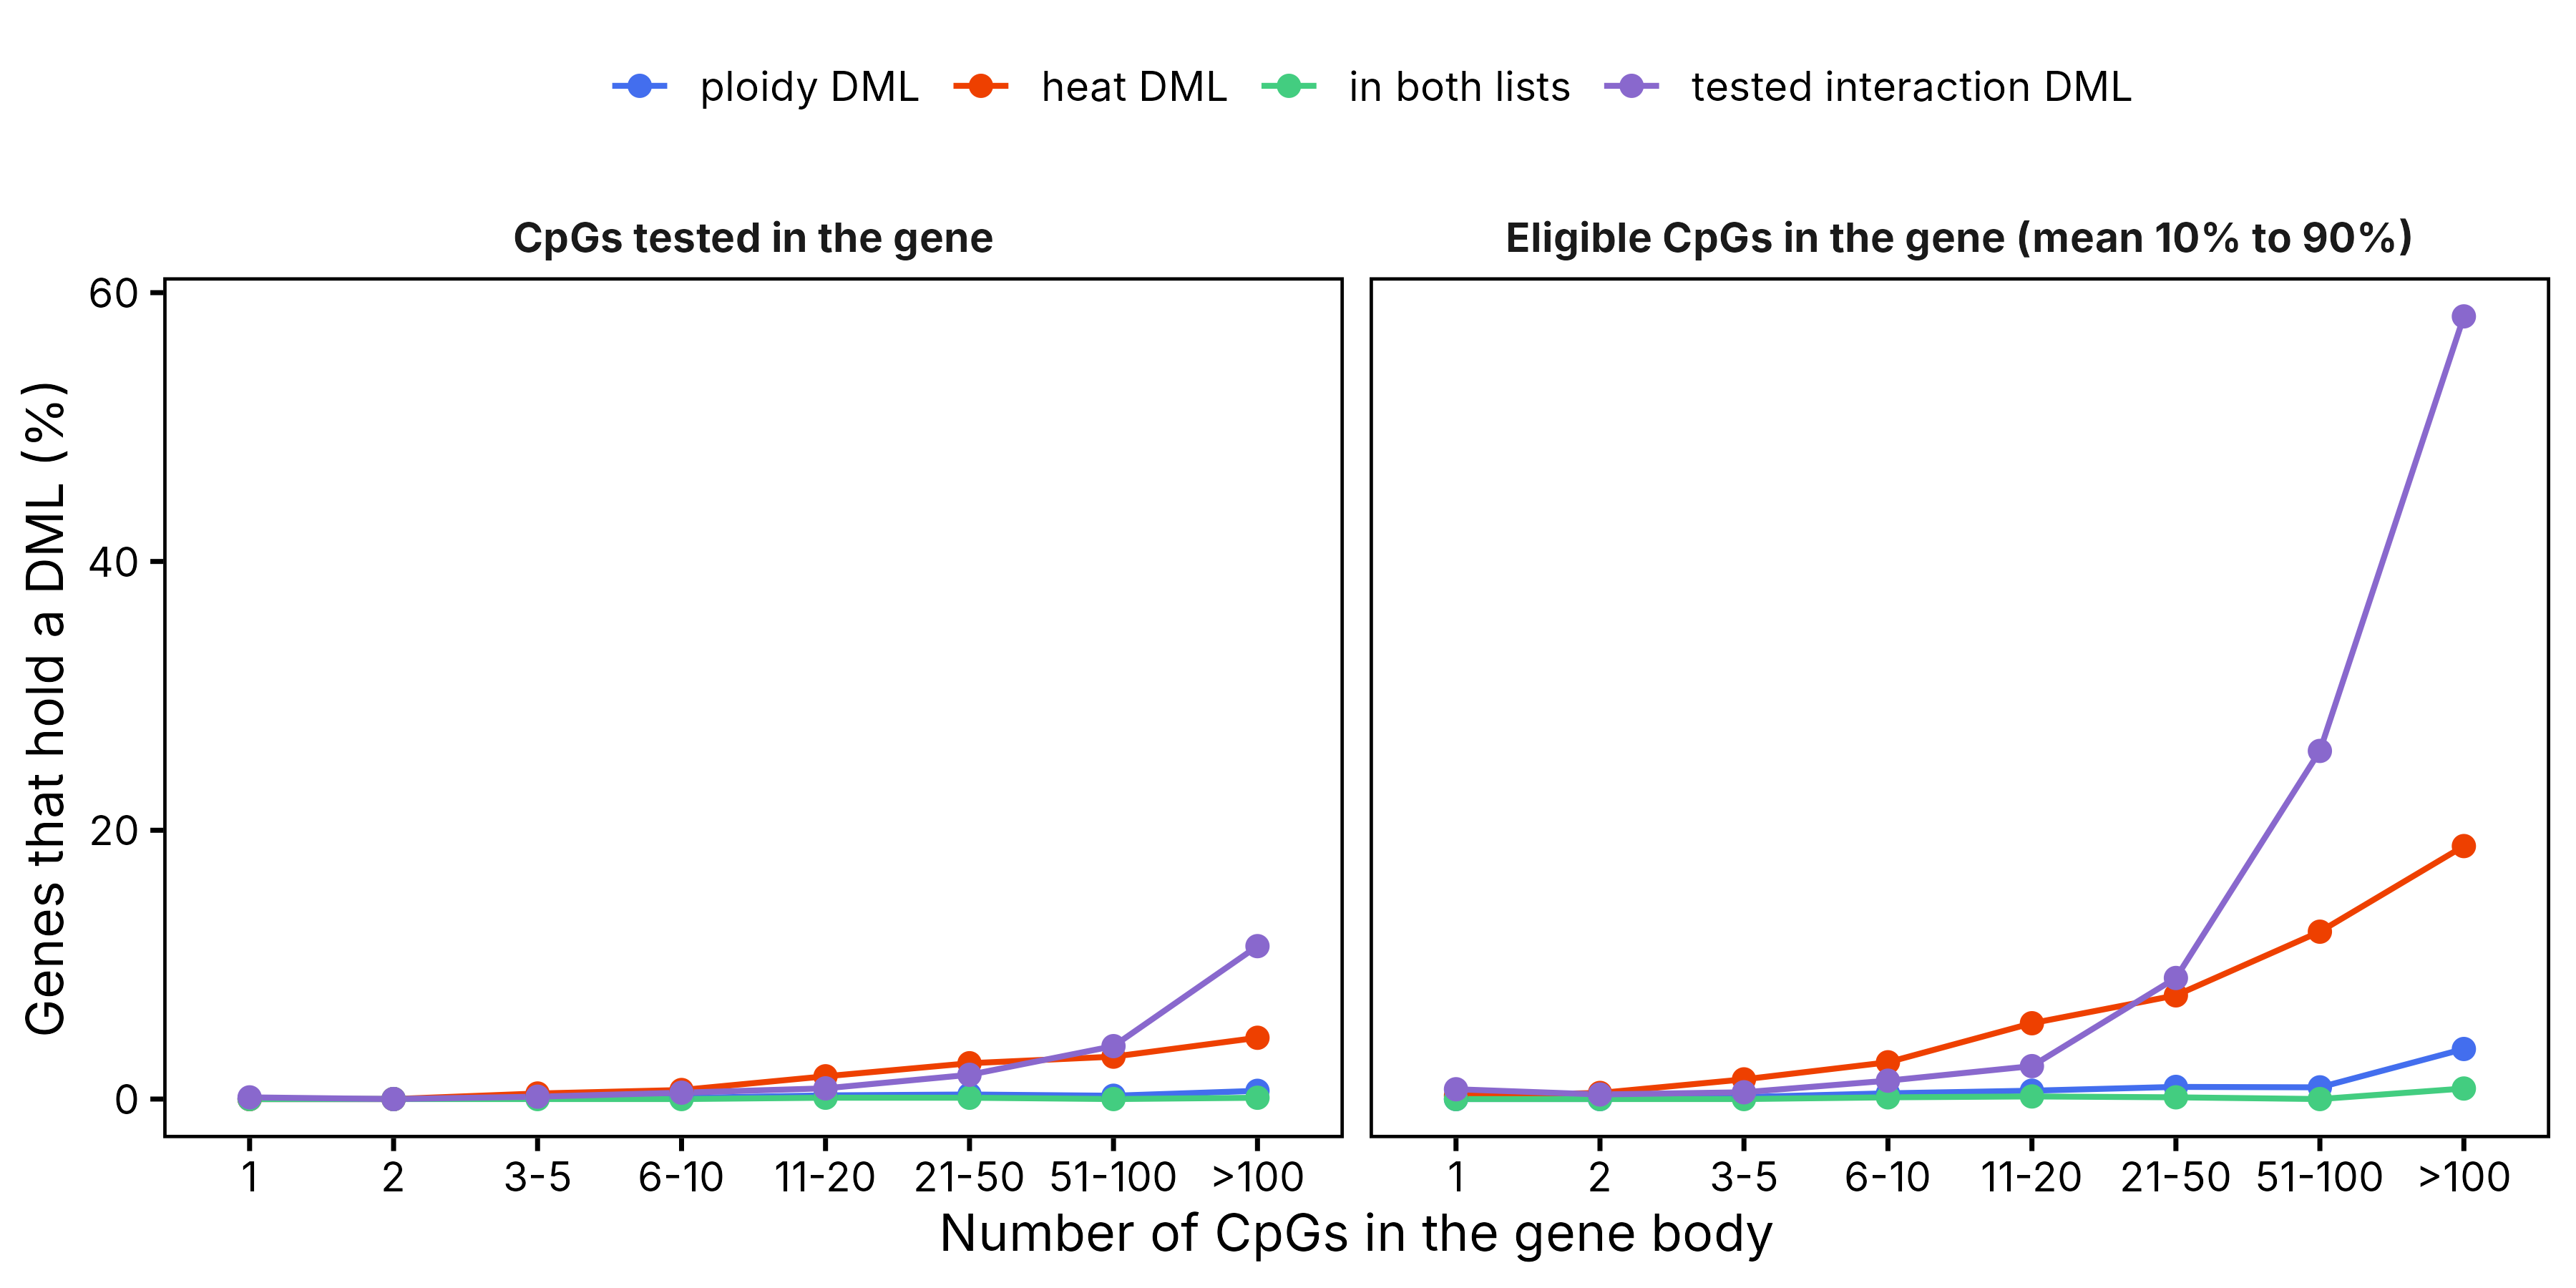 ploidy DML heat DML in both lists tested interaction DML
CpGs tested in the gene
Eligible CpGs in the gene (mean 10% to 90%)
Genes that hold a DML (%)
60
40
20
0
1 2 3-5 6-10 11-20 21-50 51-100 >100
1 2 3-5 6-10 11-20 21-50 51-100 >100
Number of CpGs in the gene body